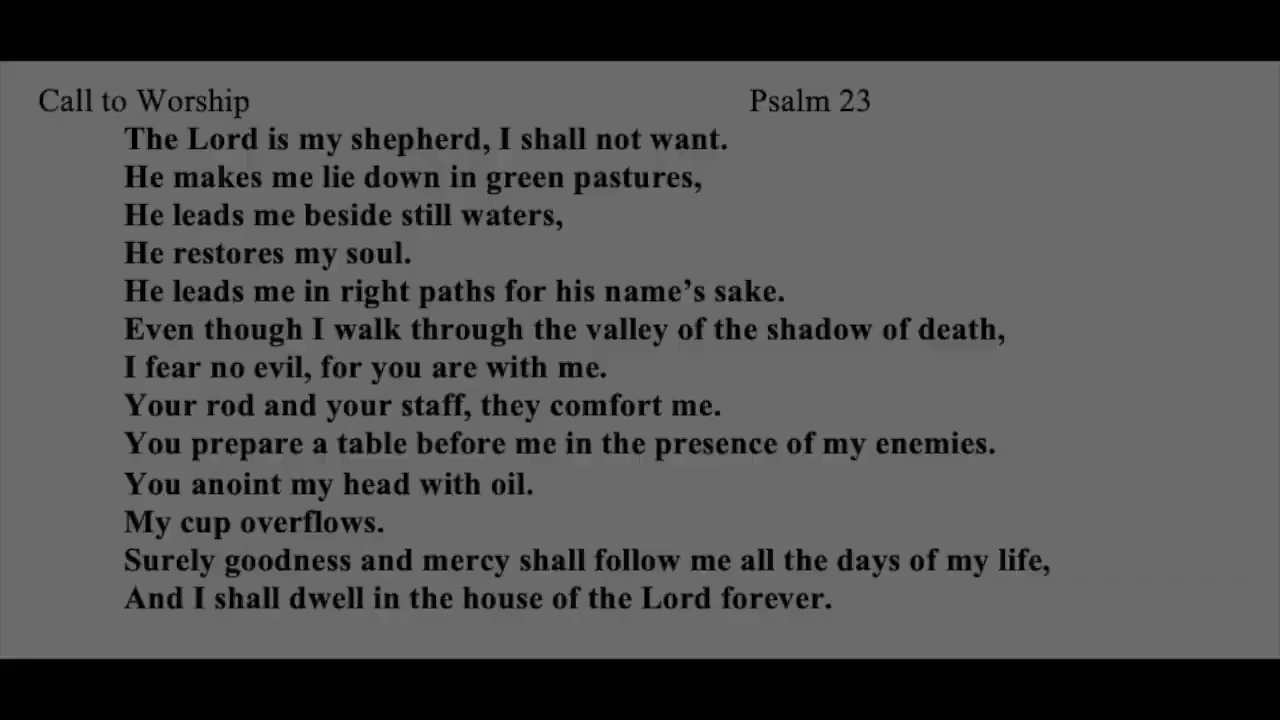 Call to Worship Psalm 23
The Lord is my shepherd, I shall not want.
He makes me lie down in green pastures,
He leads me beside still waters,
He restores my soul.
He leads me in right paths for his name’s sake.
Even though I walk through the valley of the shadow of death,
I fear no evil, for you are with me.
Your rod and your staff, they comfort me.
You prepare a table before me in the presence of my enemies.
You anoint my head with oil.
My cup overflows.
Surely goodness and mercy shall follow me all the days of my life,
And I shall dwell in the house of the Lord forever.